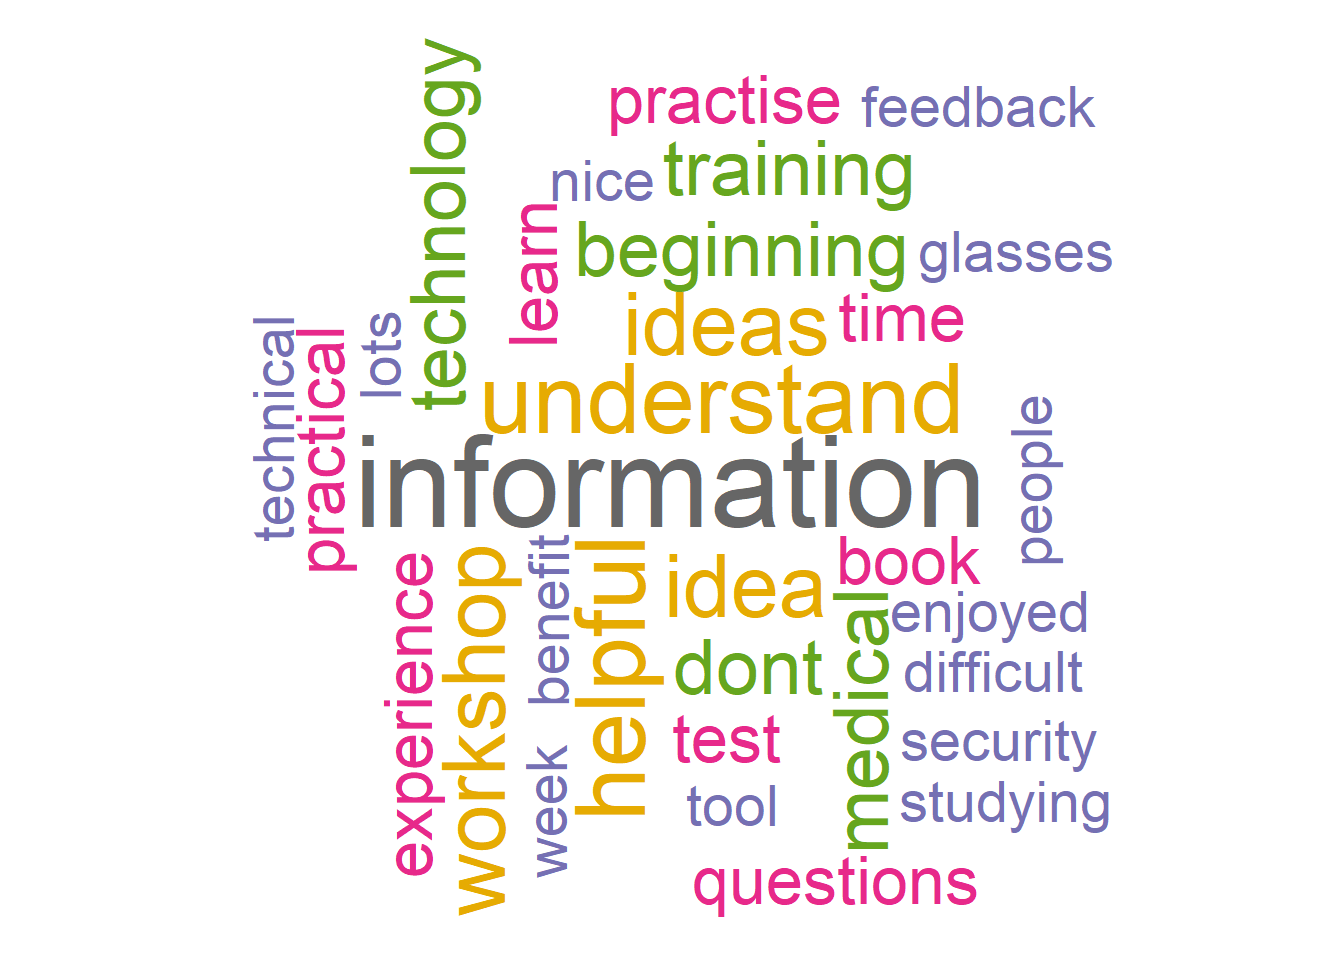 technology
practise
feedback
nice
training
learn
beginning
glasses
technical
practical
lots
ideas
time
understand
information
people
experience
workshop
benefit
helpful
idea
book
enjoyed
dont
medical
difficult
test
security
week
tool
studying
questions